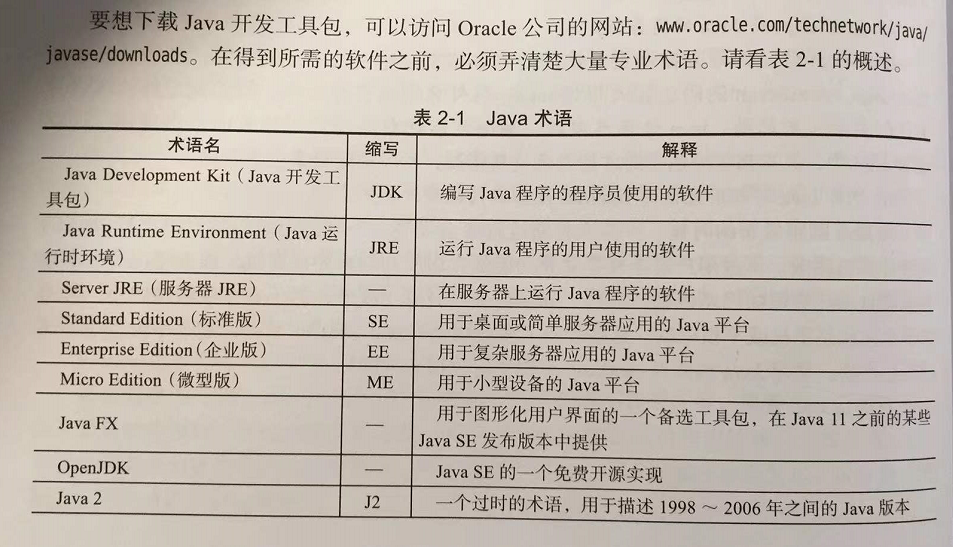 要想下载 Java 开发工具包，可以访问 Oracle 公司的网站：www.oracle.com/technetwork/java/
javase/downloads。在得到所需的软件之前，必须弄清楚大量专业术语。请看表 2-1 的概述。
表 2-1 Java 术语
术语名 缩写 解释
Java Development Kit（Java 开发工
具包） JDK 编写 Java 程序的程序员使用的软件
Java Runtime Environment（Java 运
行时环境） JRE 运行 Java 程序的用户使用的软件
Server JRE（服务器 JRE） — 在服务器上运行 Java 程序的软件
Standard Edition（标准版） SE 用于桌面或简单服务器应用的 Java 平台
Enterprise Edition（企业版） EE 用于复杂服务器应用的 Java 平台
Micro Edition（微型版） ME 用于小型设备的 Java 平台
Java FX — 用于图形化用户界面的一个备选工具包，在 Java 11 之前的某些
Java SE 发布版本中提供
OpenJDK — Java SE 的一个免费开源实现
Java 2 J2 一个过时的术语，用于描述 1998 ～ 2006 年之间的 Java 版本